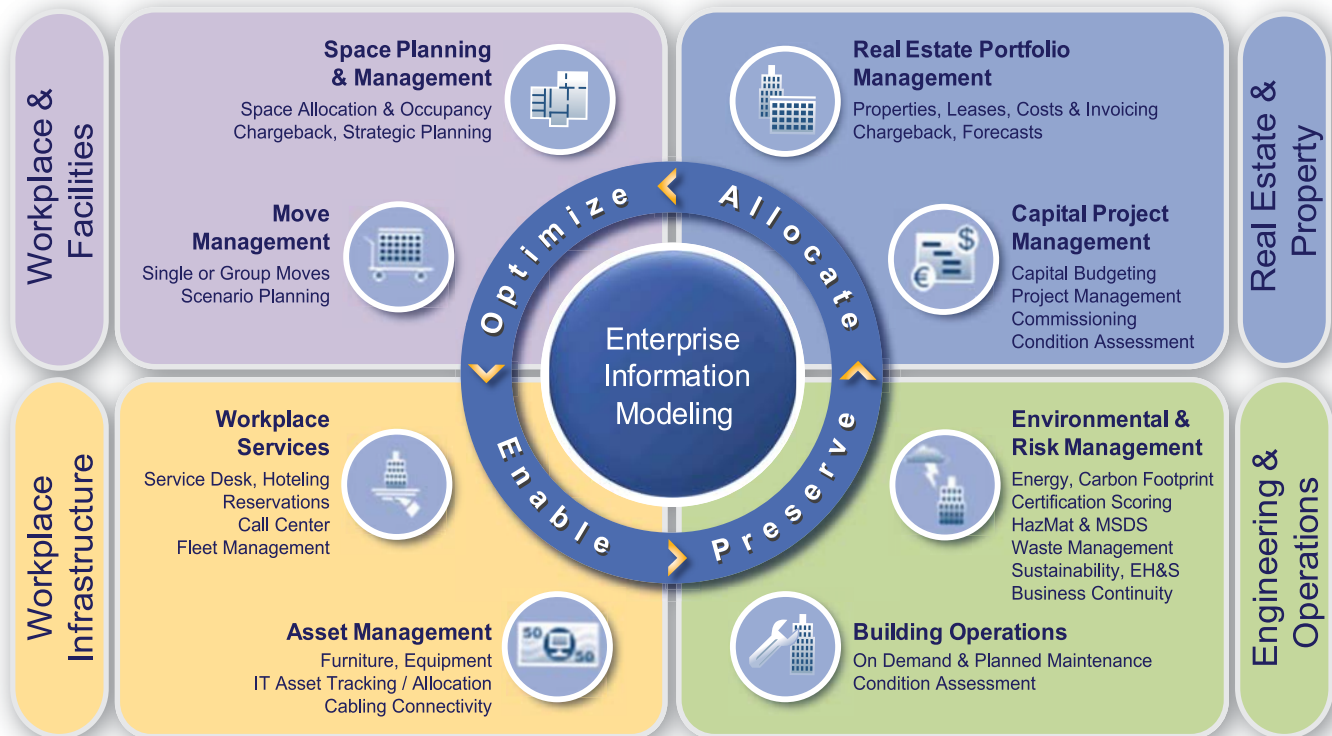 Workplace &
Facilities
Space Planning
& Management
Space Allocation & Occupancy
Chargeback, Strategic Planning
Move
Management
Single or Group Moves
Scenario Planning
Real Estate Portfolio
Management
Properties, Leases, Costs & Invoicing
Chargeback, Forecasts
Capital Project
Management
Capital Budgeting
Project Management
Commissioning
Condition Assessment
$
€
Real Estate &
Property
Optimize
Allocate
Enterprise
Information
Modeling
Enable
Preserve
Workplace
Infrastructure
Workplace
Services
Service Desk, Hoteling
Reservations
Call Center
Fleet Management
Asset Management
Furniture, Equipment
IT Asset Tracking / Allocation
Cabling Connectivity
50
50
Environmental &
Risk Management
Energy, Carbon Footprint
Certification Scoring
HazMat & MSDS
Waste Management
Sustainability, EH&S
Business Continuity
Building Operations
On Demand & Planned Maintenance
Condition Assessment
Engineering &
Operations